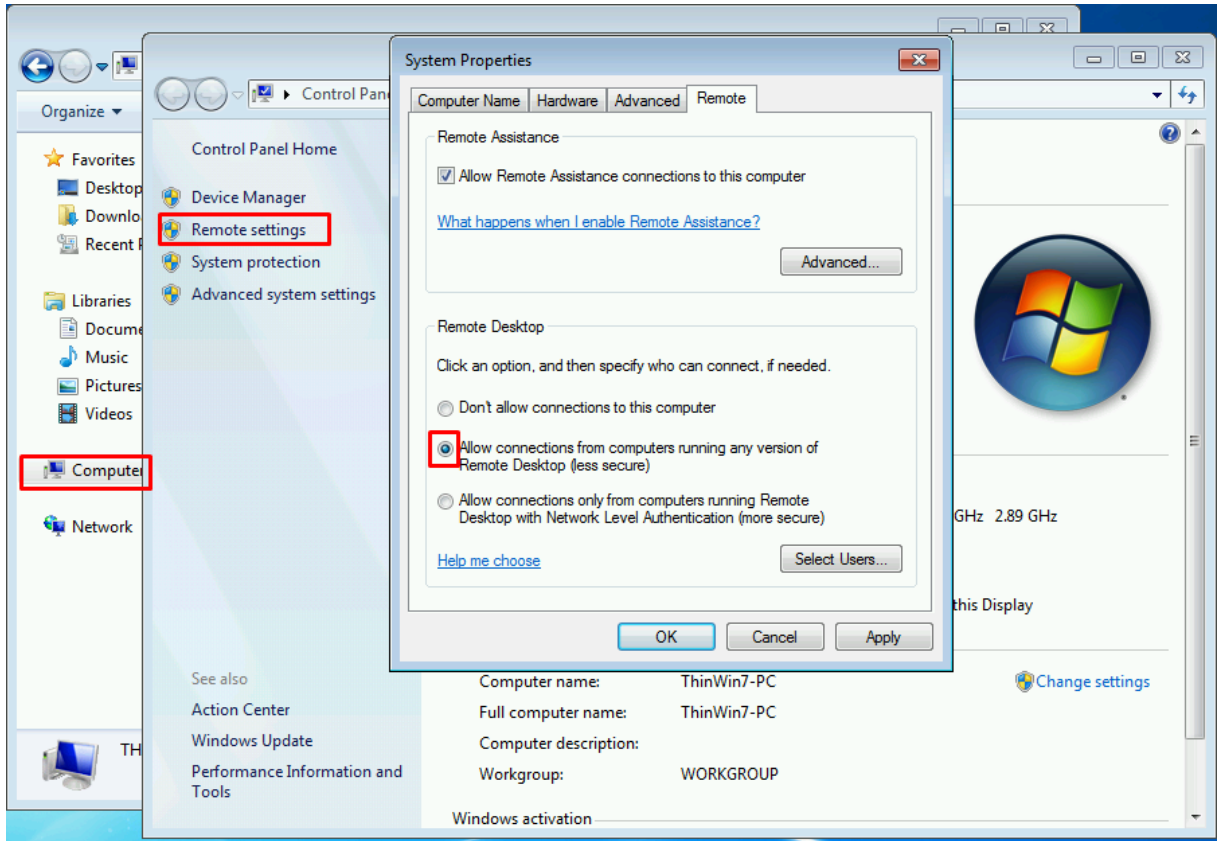 Organize
Favorites
Desktop
Downlo
Recent
Libraries
Docume
Music
Pictures
Videos
Computer
Network
TH
Control Pan
Control Panel Home
Device Manager
Remote settings
System protection
Advanced system settings
See also
Action Center
Windows Update
Performance Information and
Tools
System Properties
Computer Name Hardware Advanced Remote
Remote Assistance
Allow Remote Assistance connections to this computer
What happens when I enable Remote Assistance?
Advanced...
Remote Desktop
Click an option, and then specify who can connect, if needed.
Don't allow connections to this computer
Allow connections from computers running any version of
Remote Desktop (less secure)
Allow connections only from computers running Remote
Desktop with Network Level Authentication (more secure)
Help me choose
Select Users...
OK Cancel Apply
GHz 2.89 GHz
this Display
Computer name: ThinWin7-PC
Change settings
Full computer name: ThinWin7-PC
Computer description:
Workgroup: WORKGROUP
Windows activation